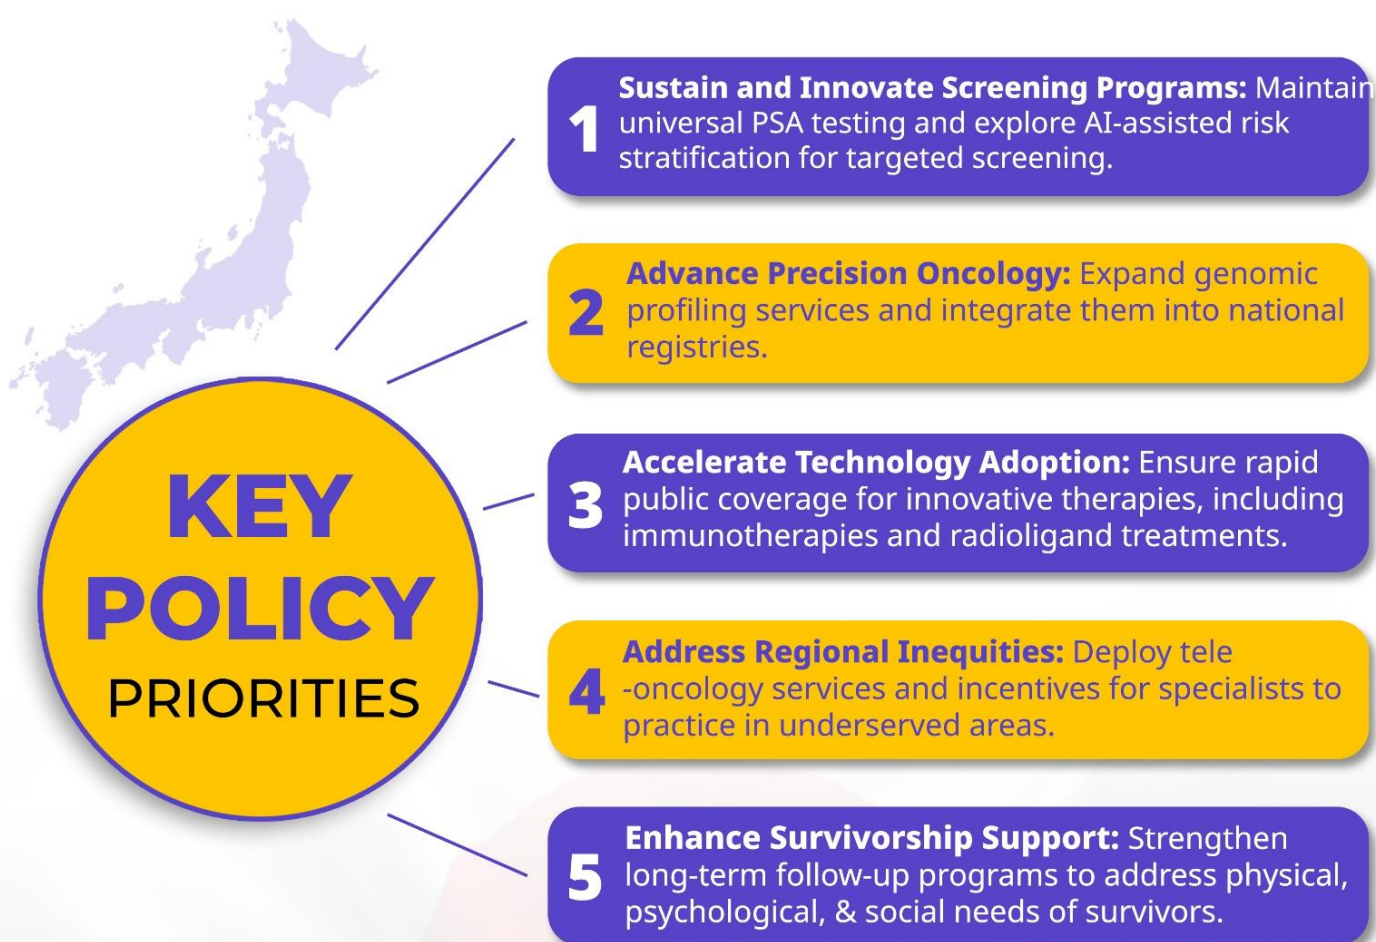 KEY
POLICY
PRIORITIES
1
Sustain and Innovate Screening Programs: Maintain
universal PSA testing and explore AI-assisted risk
stratification for targeted screening.
2
Advance Precision Oncology: Expand genomic
profiling services and integrate them into national
registries.
3
Accelerate Technology Adoption: Ensure rapid
public coverage for innovative therapies, including
immunotherapies and radioligand treatments.
4
Address Regional Inequities: Deploy tele
-oncology services and incentives for specialists to
practice in underserved areas.
5
Enhance Survivorship Support: Strengthen
long-term follow-up programs to address physical,
psychological, & social needs of survivors.